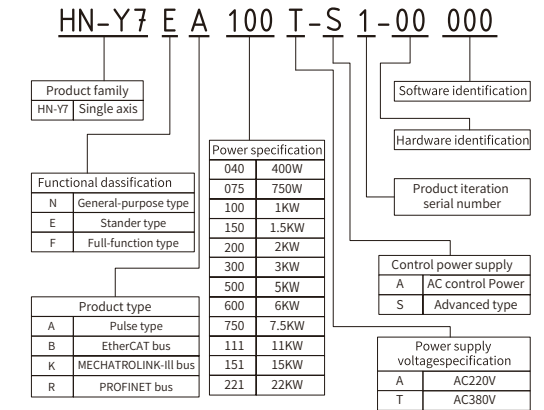 HN-Y7 E A 100 T-S 1-00 000
Product family
HN-Y7 Single axis
Software identification
Hardware identification
Power specification
040 400W
075 750W
100 1KW
150 1.5KW
200 2KW
300 3KW
500 5KW
600 6KW
750 7.5KW
111 11KW
151 15KW
221 22KW
Functional dassification
N General-purpose type
E Stander type
F Full-function type
Product iteration
serial number
Control power supply
A AC control Power
S Advanced type
Product type
A Pulse type
B EtherCAT bus
K MECHATROLINK-Ill bus
R PROFINET bus
Power supply
voltagespecification
A AC220V
T AC380V